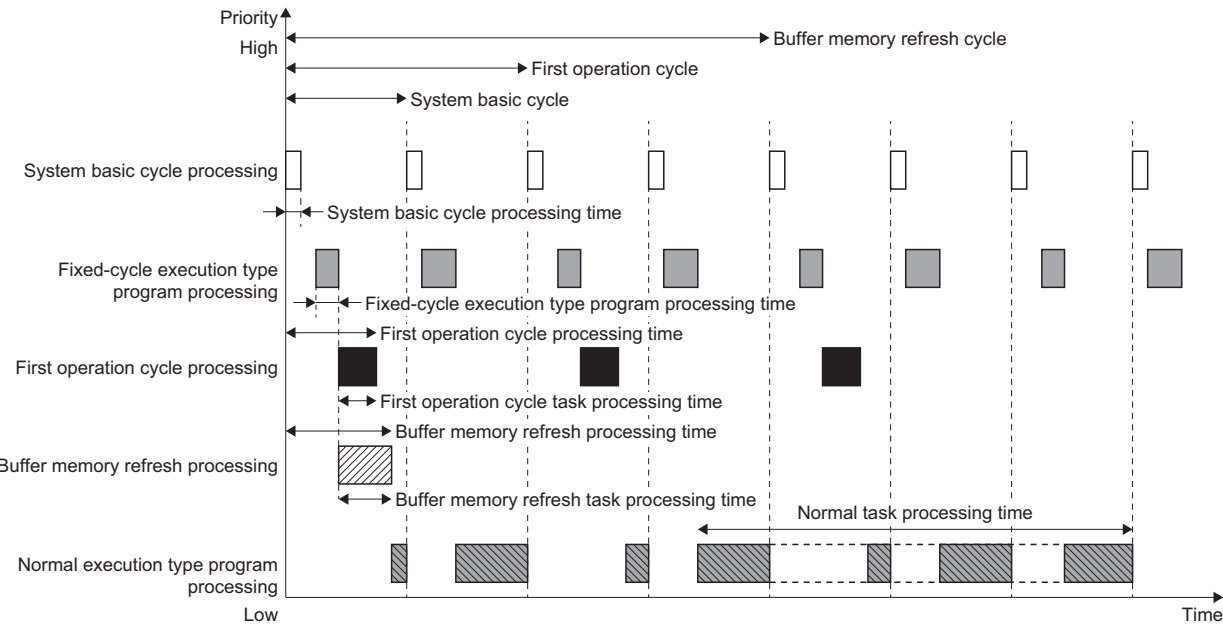 Priority
High
Buffer memory refresh cycle
First operation cycle
System basic cycle
System basic cycle processing
System basic cycle processing time
Fixed-cycle execution type
program processing
Fixed-cycle execution type program processing time
First operation cycle processing time
First operation cycle processing
First operation cycle task processing time
Buffer memory refresh processing time
Buffer memory refresh processing
Buffer memory refresh task processing time
Normal task processing time
Normal execution type program
processing
Low
Time